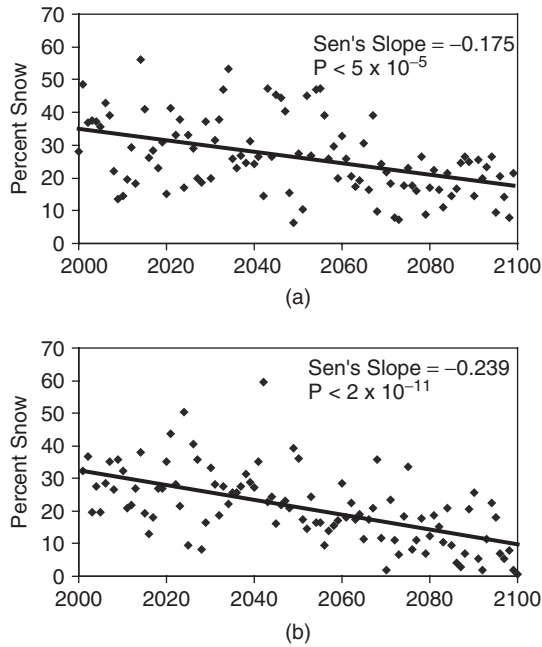 70
60
50
40
30
20
10
0
Percent Snow
Sen's Slope = −0.175
P < 5 x 10⁻⁵
2000 2020 2040 2060 2080 2100
(a)
70
60
50
40
30
20
10
0
Percent Snow
Sen's Slope = −0.239
P < 2 x 10⁻¹¹
2000 2020 2040 2060 2080 2100
(b)